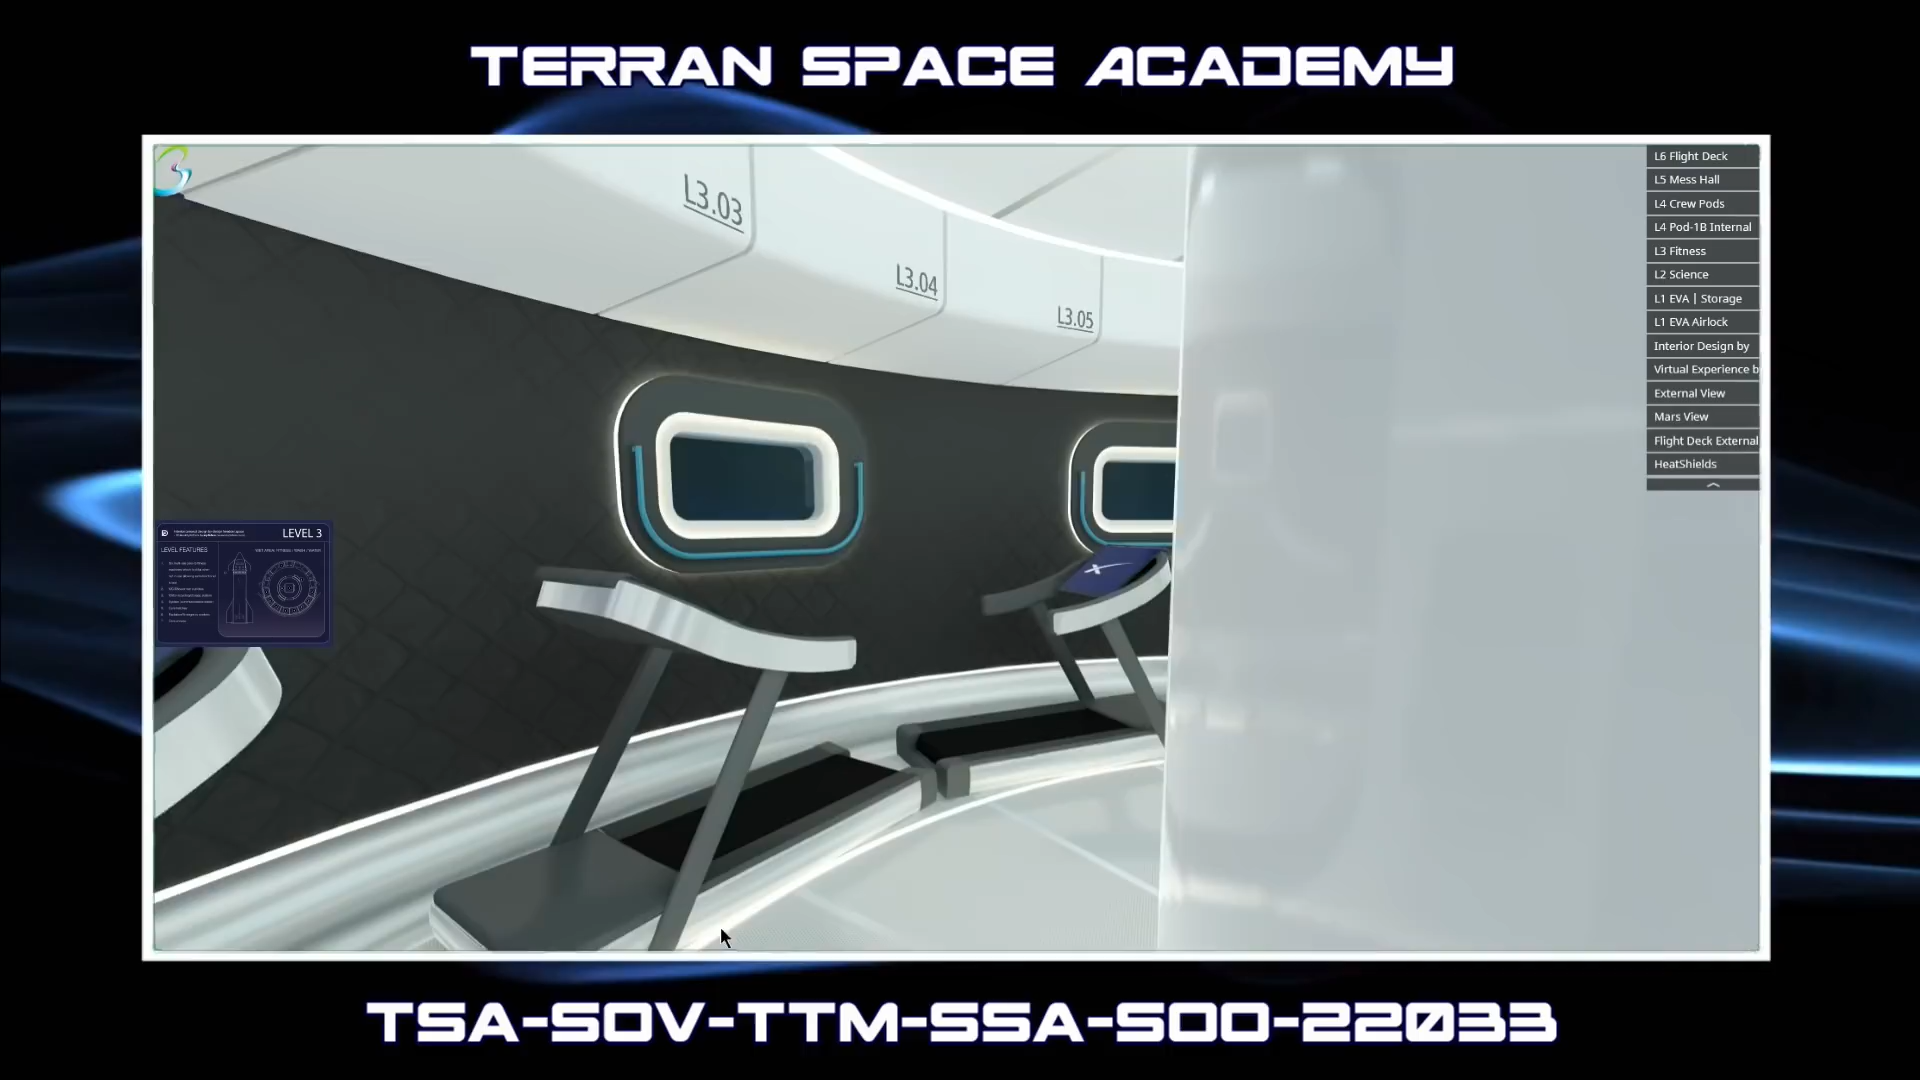 TERRAN SPACE ACADEMY
L3.03
L3.04
L3.05
L6 Flight Deck
L5 Mess Hall
L4 Crew Pods
L4 Pod-1B Internal
L3 Fitness
L2 Science
L1 EVA | Storage
L1 EVA Airlock
Interior Design by
Virtual Experience b
External View
Mars View
Flight Deck External
HeatShields
LEVEL 3
LEVEL FEATURES
TSA-SOV-TTM-SSA-SOO-22033